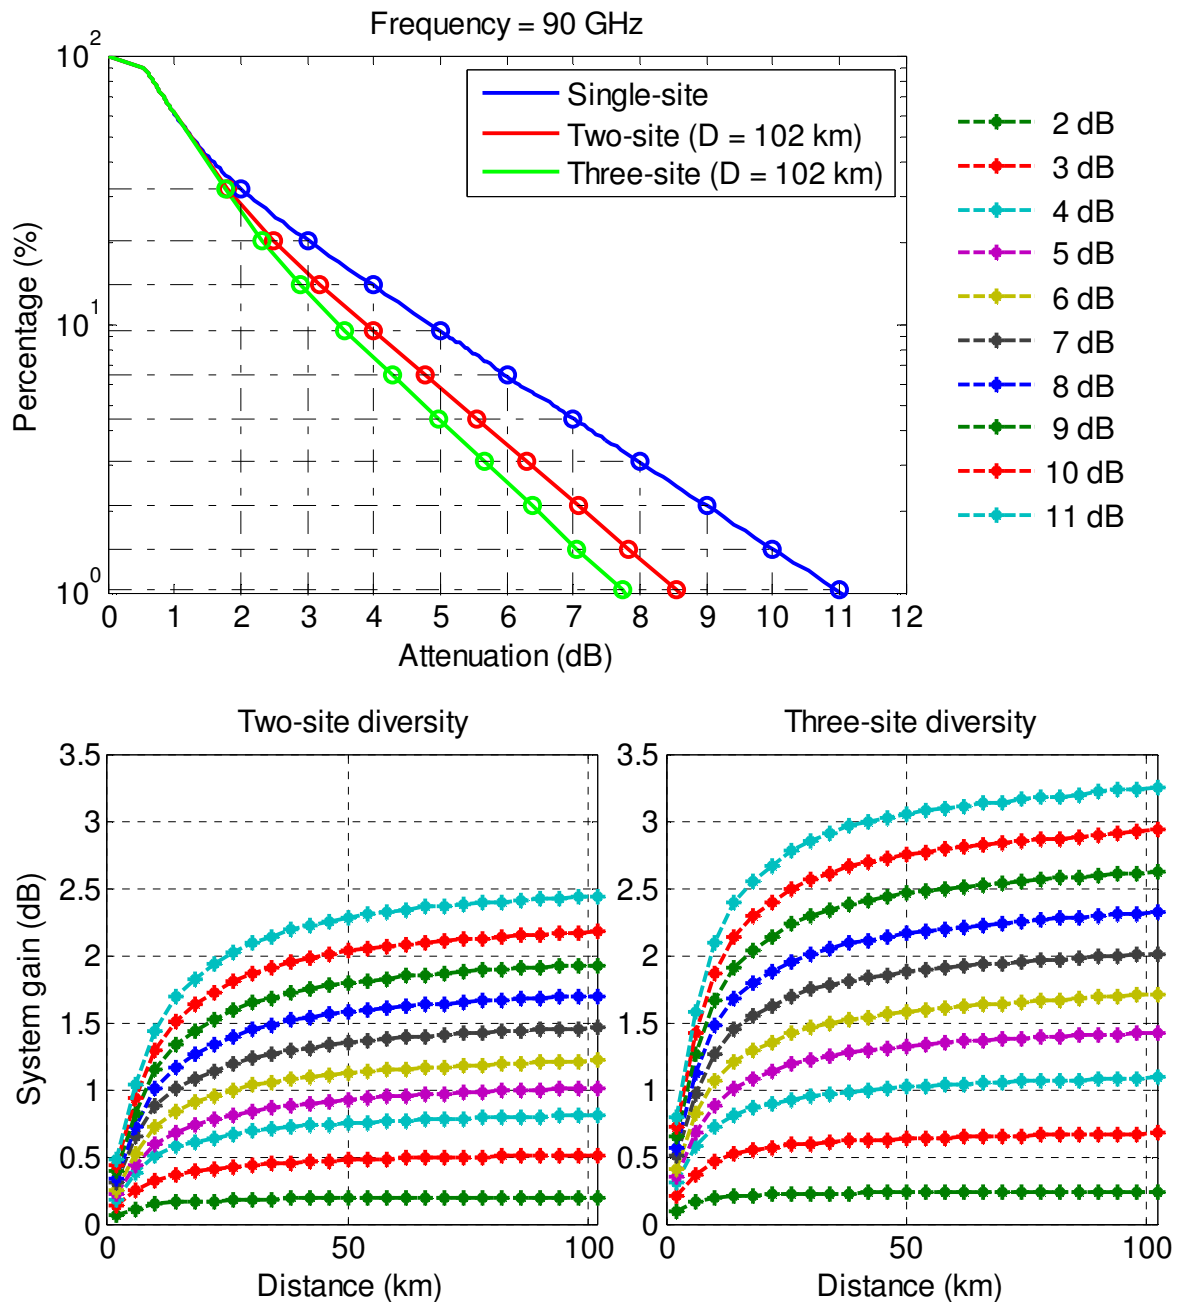 Frequency = 90 GHz
10^2
10^1
10^0
Percentage (%)
Single-site
Two-site (D = 102 km)
Three-site (D = 102 km)
0 1 2 3 4 5 6 7 8 9 10 11 12
Attenuation (dB)
2 dB
3 dB
4 dB
5 dB
6 dB
7 dB
8 dB
9 dB
10 dB
11 dB
Two-site diversity
3.5
3
2.5
2
1.5
1
0.5
0
System gain (dB)
0 50 100
Distance (km)
Three-site diversity
3.5
3
2.5
2
1.5
1
0.5
0
0 50 100
Distance (km)